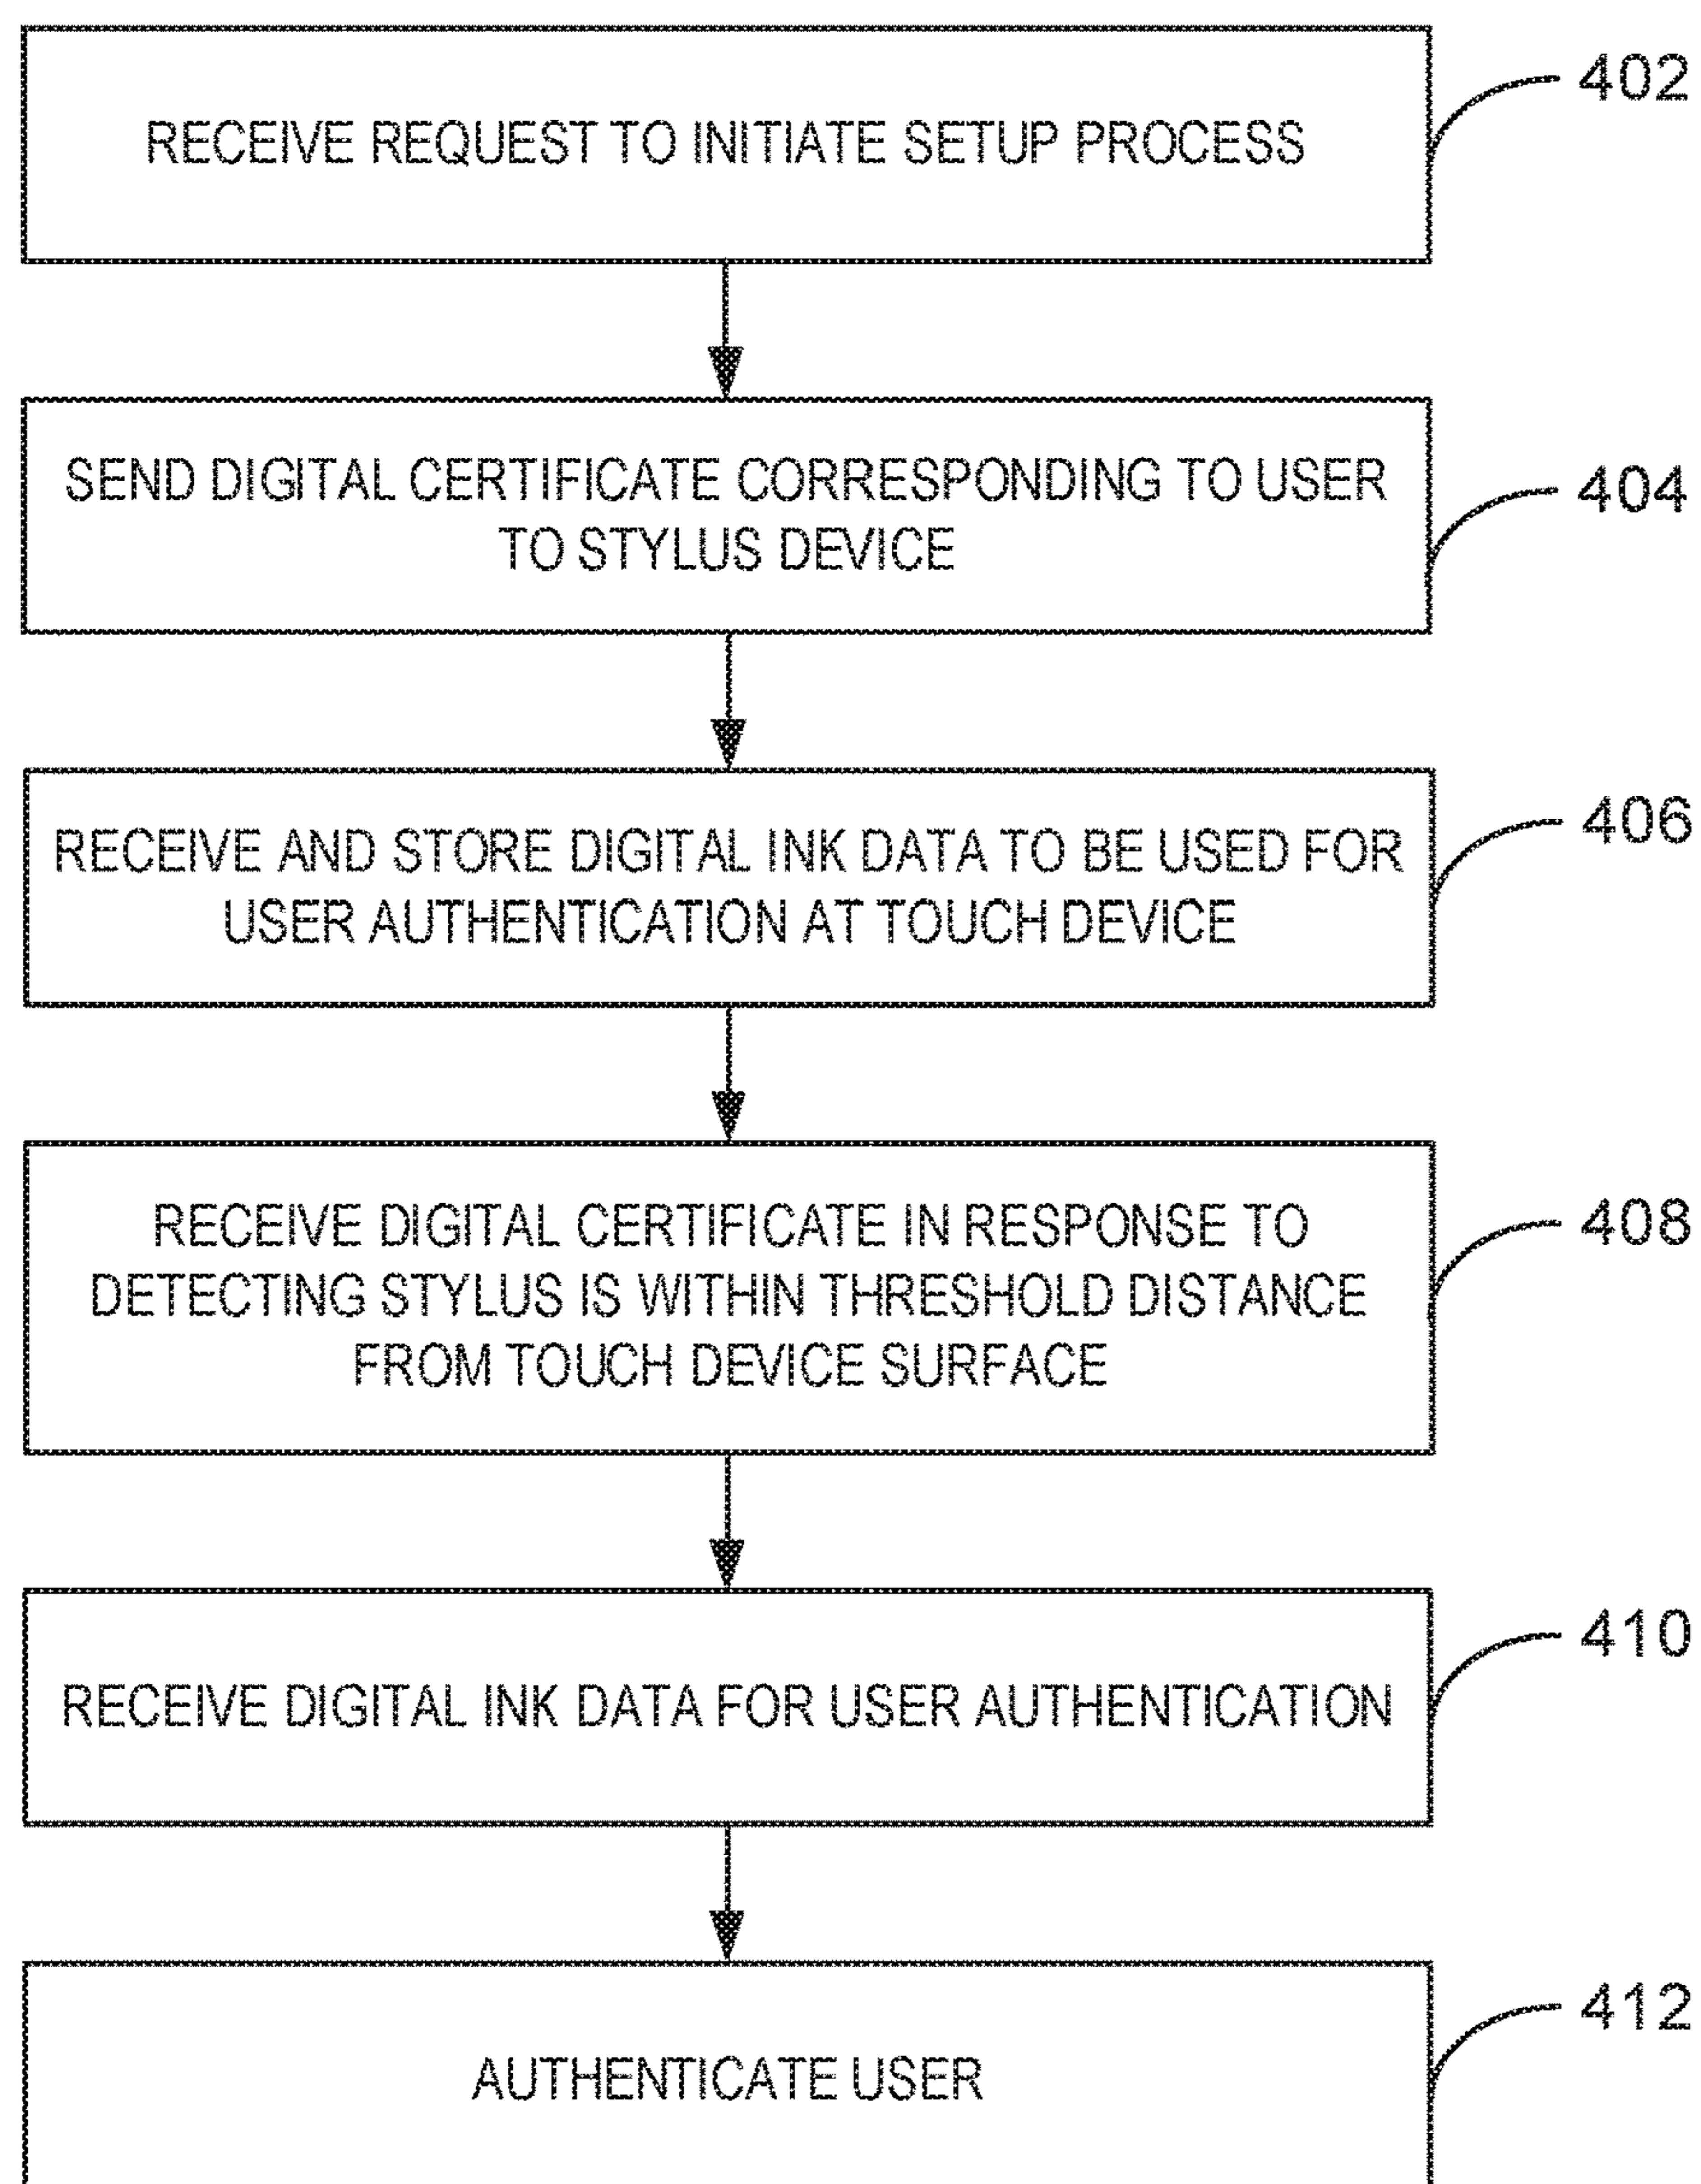 RECEIVE REQUEST TO INITIATE SETUP PROCESS
402
SEND DIGITAL CERTIFICATE CORRESPONDING TO USER
TO STYLUS DEVICE
404
RECEIVE AND STORE DIGITAL INK DATA TO BE USED FOR
USER AUTHENTICATION AT TOUCH DEVICE
406
RECEIVE DIGITAL CERTIFICATE IN RESPONSE TO
DETECTING STYLUS IS WITHIN THRESHOLD DISTANCE
FROM TOUCH DEVICE SURFACE
408
RECEIVE DIGITAL INK DATA FOR USER AUTHENTICATION
410
AUTHENTICATE USER
412